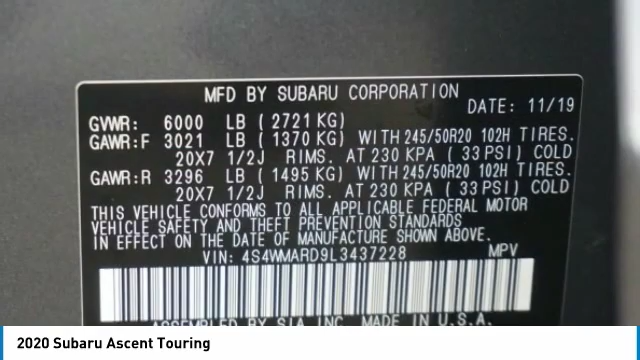 MFD BY SUBARU CORPORATION
DATE: 11/19
GVWR: 6000 LB ( 2721 KG)
GAWR:F 3021 LB ( 1370 KG) WITH 245/50R20 102H TIRES.
20X7 1/2J RIMS. AT 230 KPA ( 33 PSI) COLD
GAWR:R 3296 LB ( 1495 KG) WITH 245/50R20 102H TIRES.
20X7 1/2J RIMS. AT 230 KPA ( 33 PSI) COLD
THIS VEHICLE CONFORMS TO ALL APPLICABLE FEDERAL MOTOR
VEHICLE SAFETY AND THEFT PREVENTION STANDARDS
IN EFFECT ON THE DATE OF MANUFACTURE SHOWN ABOVE.
VIN: 4S4WMARD9L3437228 MPV
ASSEMBLED BY SIA INC. MADE IN U.S.A.
2020 Subaru Ascent Touring